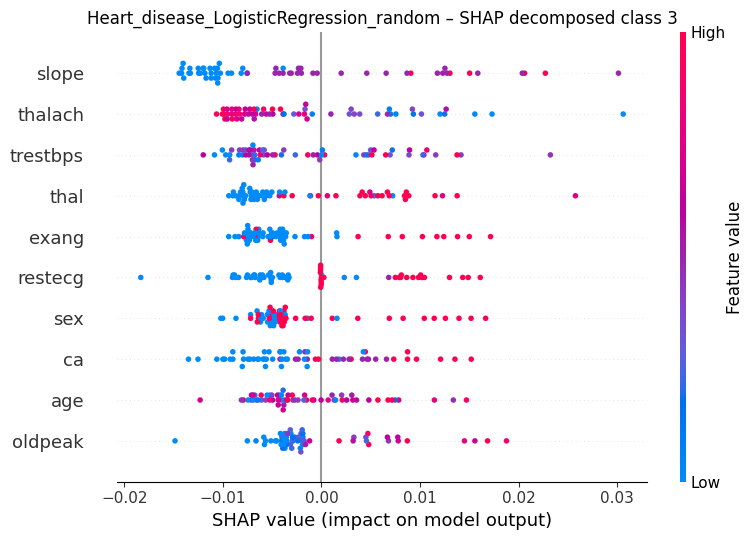 Heart_disease_LogisticRegression_random – SHAP decomposed class 3
High
slope
thalach
trestbps
thal
exang
restecg
sex
ca
age
oldpeak
Feature value
Low
−0.02 −0.01 0.00 0.01 0.02 0.03
SHAP value (impact on model output)